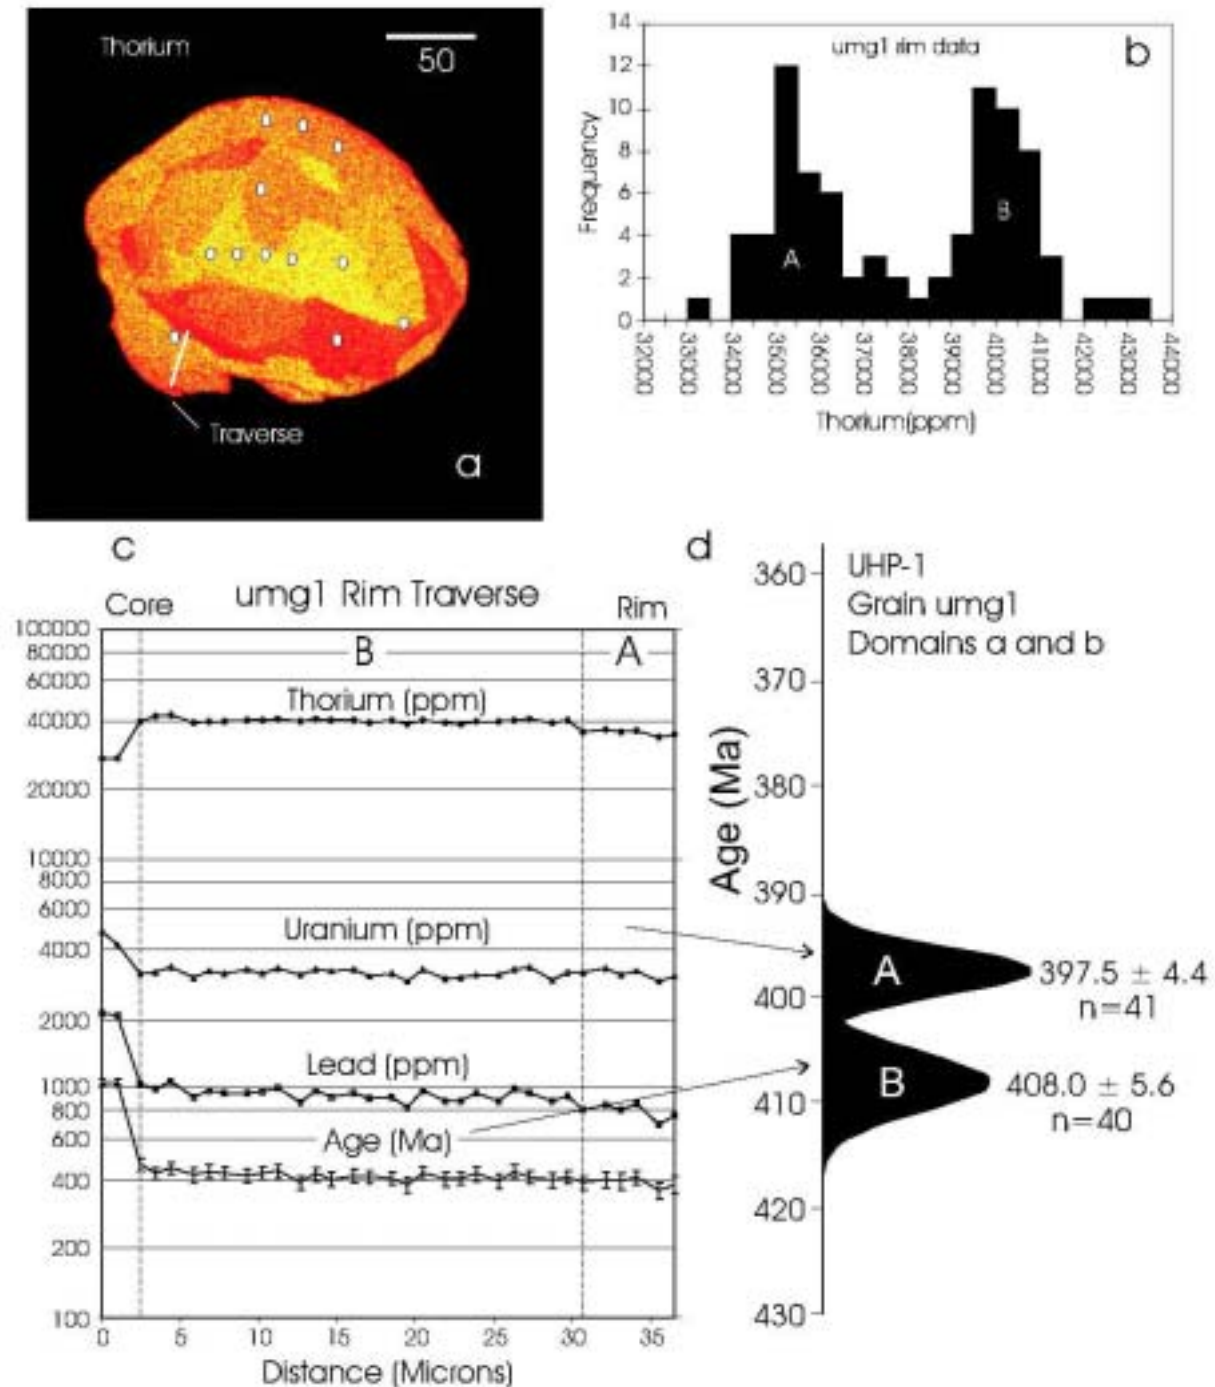 Thorium
50
Traverse
a
b
umg1 rim data
14
12
10
8
6
4
2
0
Frequency
A
B
32000
33000
34000
35000
36000
37000
38000
39000
40000
41000
42000
43000
44000
Thorium(ppm)
c
umg1 Rim Traverse
Core
Rim
B
A
100000
80000
60000
40000
20000
10000
8000
6000
4000
2000
1000
800
600
400
200
100
Thorium (ppm)
Uranium (ppm)
Lead (ppm)
Age (Ma)
0
5
10
15
20
25
30
35
Distance (Microns)
d
UHP-1
Grain umg1
Domains a and b
Age (Ma)
360
370
380
390
400
410
420
430
A
397.5 ± 4.4
n=41
B
408.0 ± 5.6
n=40